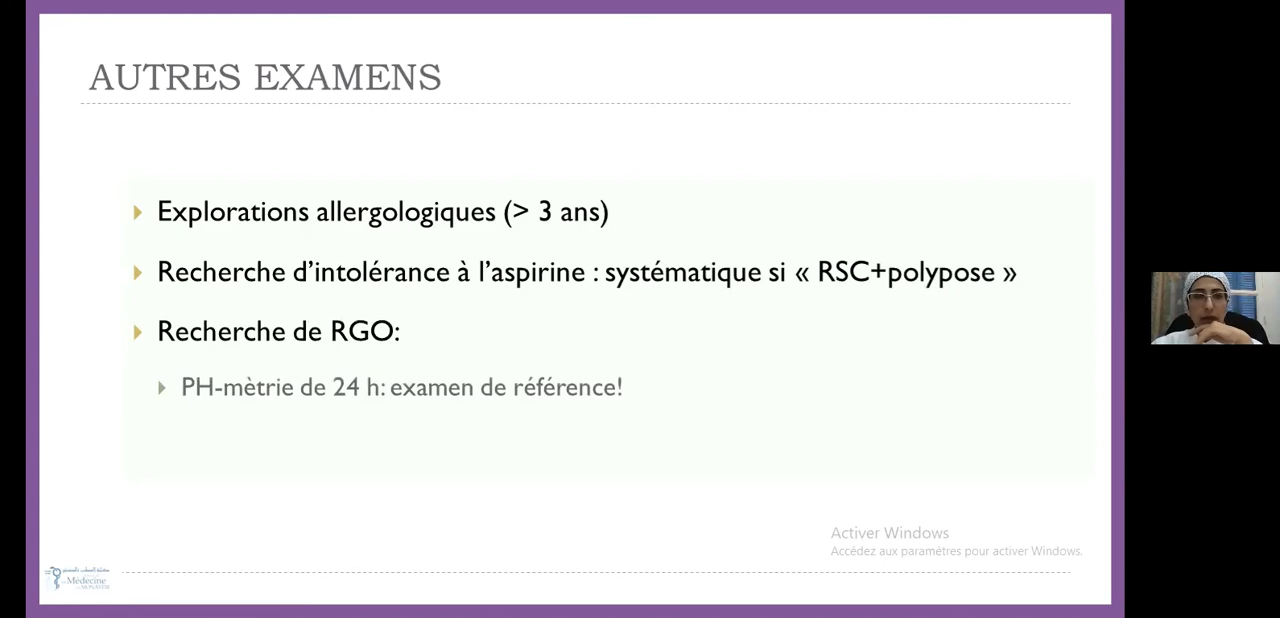 AUTRES EXAMENS
Explorations allergologiques (> 3 ans)
Recherche d’intolérance à l’aspirine : systématique si « RSC+polypose »
Recherche de RGO:
PH-mètrie de 24 h: examen de référence!
Activer Windows
Accédez aux paramètres pour activer Windows.
Médecine
MONASTIR